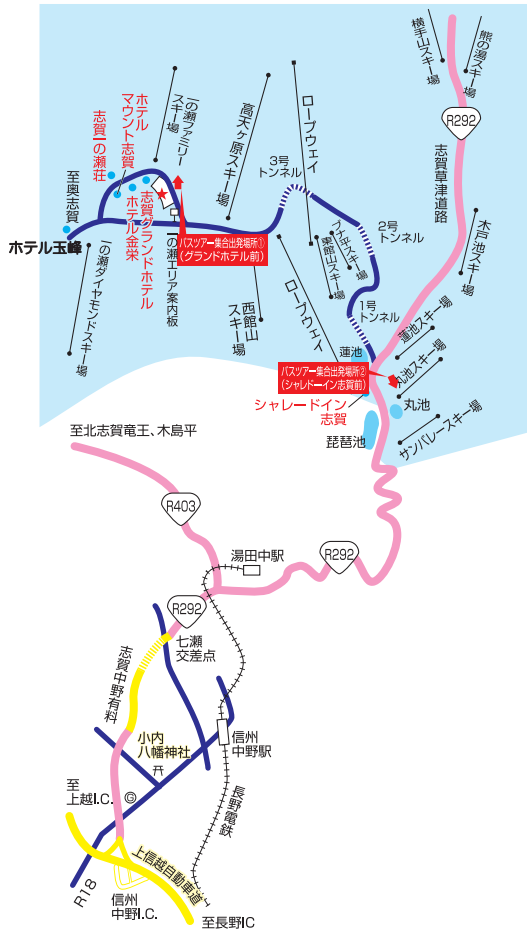 横手山スキー場
熊の湯スキー場
R292
志賀草津道路
木戸池スキー場
一の瀬ファミリー
スキー場
高天ヶ原スキー場
ロープウェイ
3号
トンネル
2号
トンネル
ブナ平スキー場
東館山スキー場
1号
トンネル
ホテル
マウント志賀
志賀一の瀬荘
至奥志賀
ホテル玉峰
志賀グランドホテル
ホテル金栄
一の瀬エリア案内板
バスツアー集合出発場所①
(グランドホテル前)
一の瀬ダイヤモンドスキー場
西館山
スキー場
ロープウェイ
蓮池
蓮池スキー場
丸池スキー場
バスツアー集合出発場所②
(シャレードイン志賀前)
シャレードイン
志賀
丸池
琵琶池
サンバレースキー場
至北志賀竜王、木島平
R403
湯田中駅
R292
R292
七瀬
交差点
志賀中野有料
小内
八幡神社
信州
中野駅
至
上越I.C.
G
長野電鉄
上信越自動車道
R18
信州
中野I.C.
至長野IC